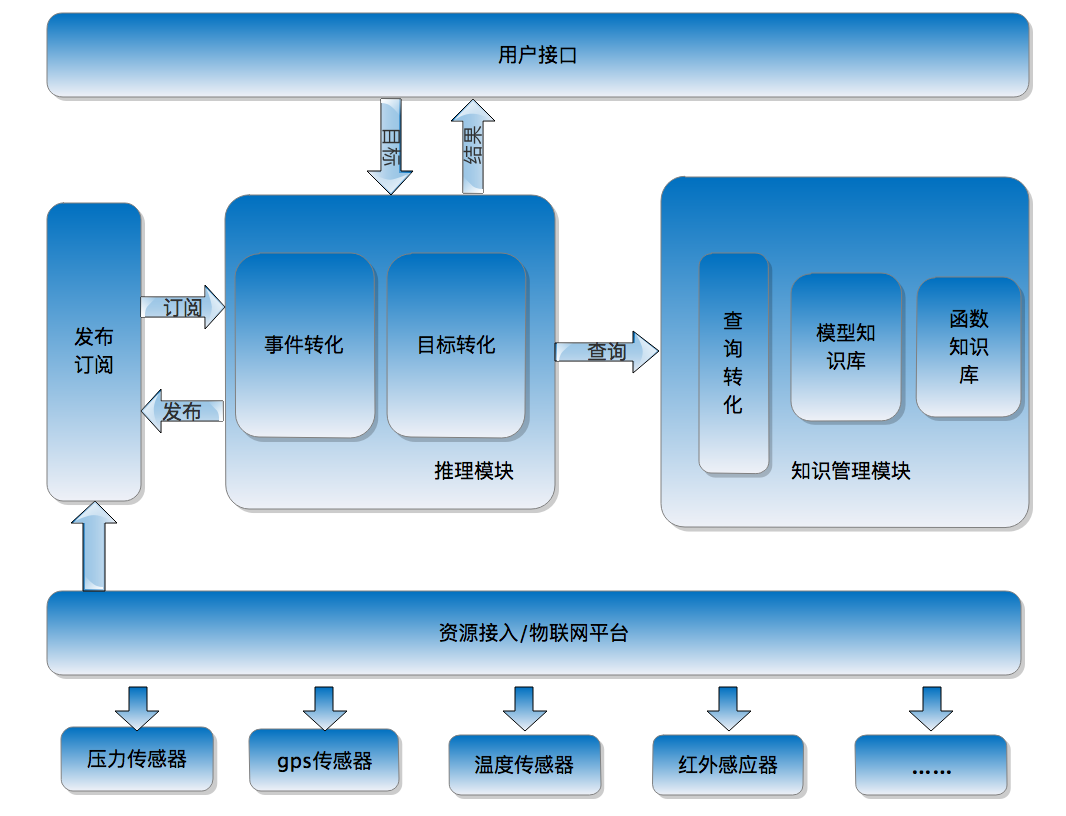 用户接口
目标
结果
发布
订阅
订阅
发布
事件转化
目标转化
推理模块
查询
查
询
转
化
模型知
识库
函数
知识
库
知识管理模块
资源接入/物联网平台
压力传感器
gps传感器
温度传感器
红外感应器
……